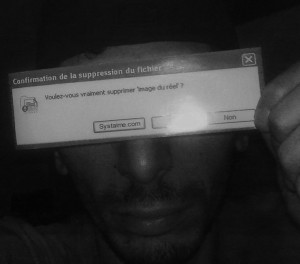 Confirmation de la suppression du fichier
Voulez-vous vraiment supprimer 'image du réel' ?
Systeme.com Non